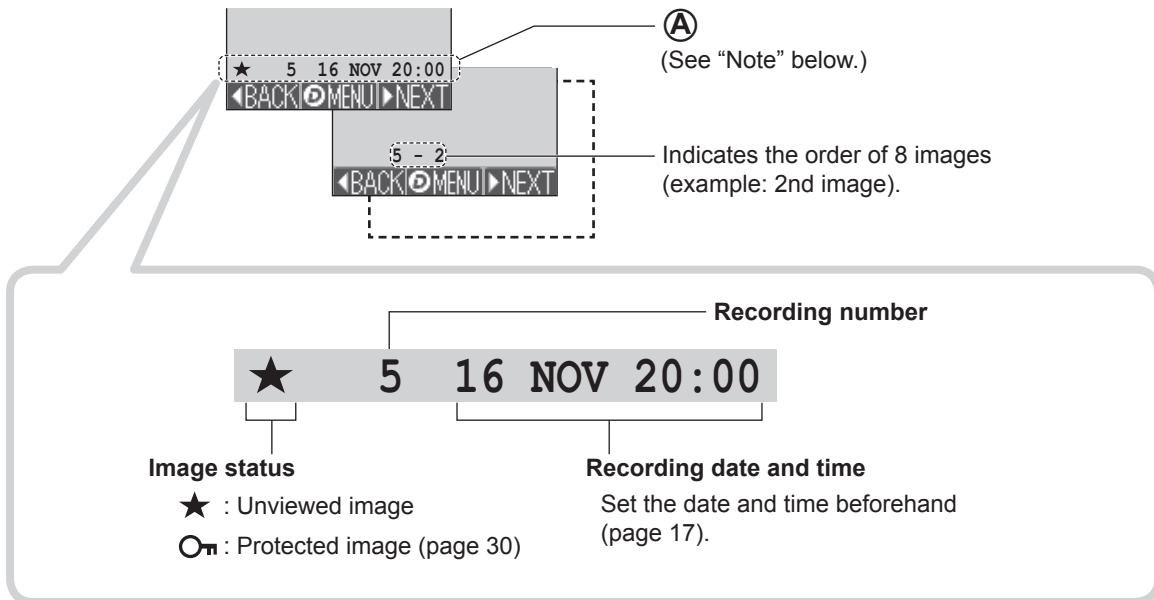 Ⓐ
(See “Note” below.)
★ 5 16 NOV 20:00
◀BACK ⓓMENU ▶NEXT
5 - 2
Indicates the order of 8 images
(example: 2nd image).
◀BACK ⓓMENU ▶NEXT
Recording number
★ 5 16 NOV 20:00
Image status
★ : Unviewed image
: Protected image (page 30)
Recording date and time
Set the date and time beforehand
(page 17).